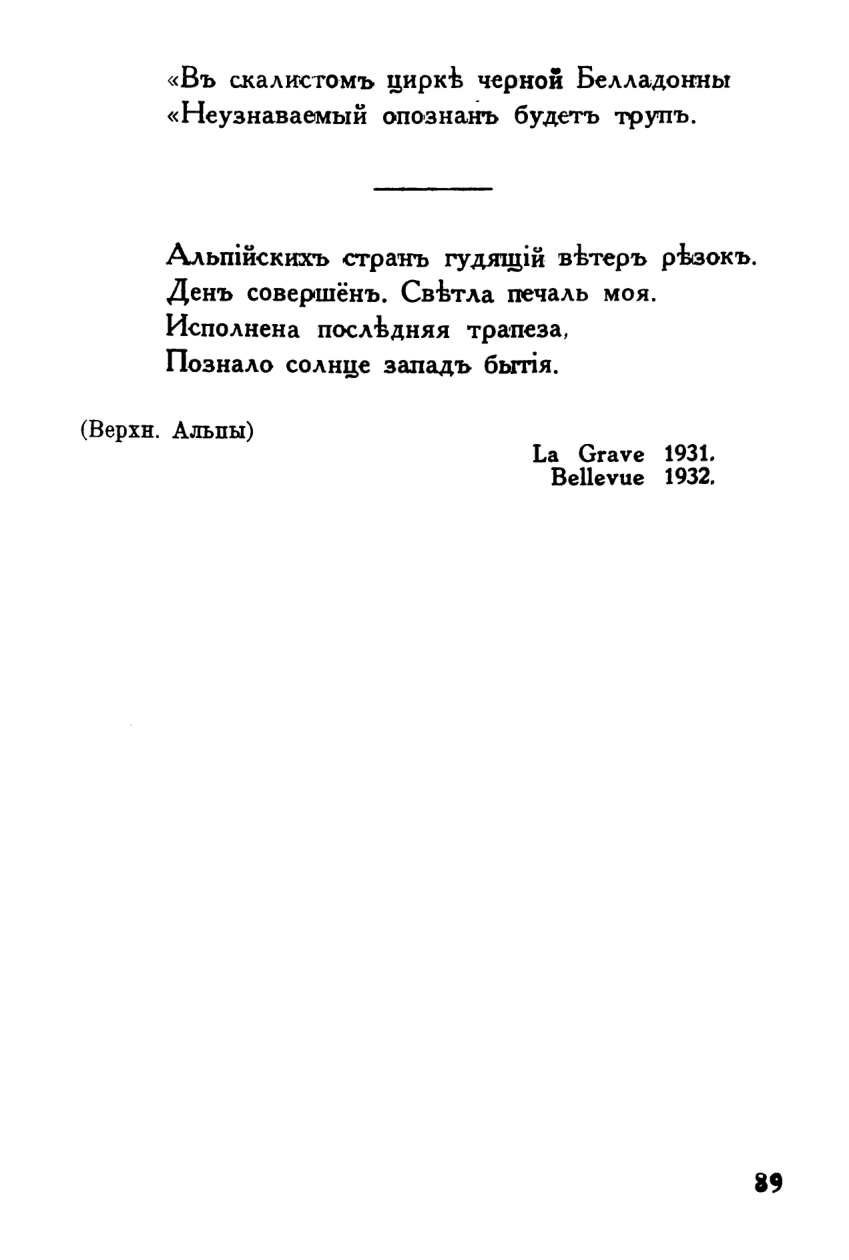 «Въ скалистомъ циркѣ черной Белладонны
«Неузнаваемый опознанъ будетъ трупъ.
Альпійскихъ странъ гудящій вѣтеръ рѣзокъ.
Денъ совершёнъ. Свѣтла печаль моя.
Исполнена послѣдняя трапеза,
Познало солнце западъ бытія.
(Верхн. Альпы)
La Grave 1931.
Bellevue 1932.
89